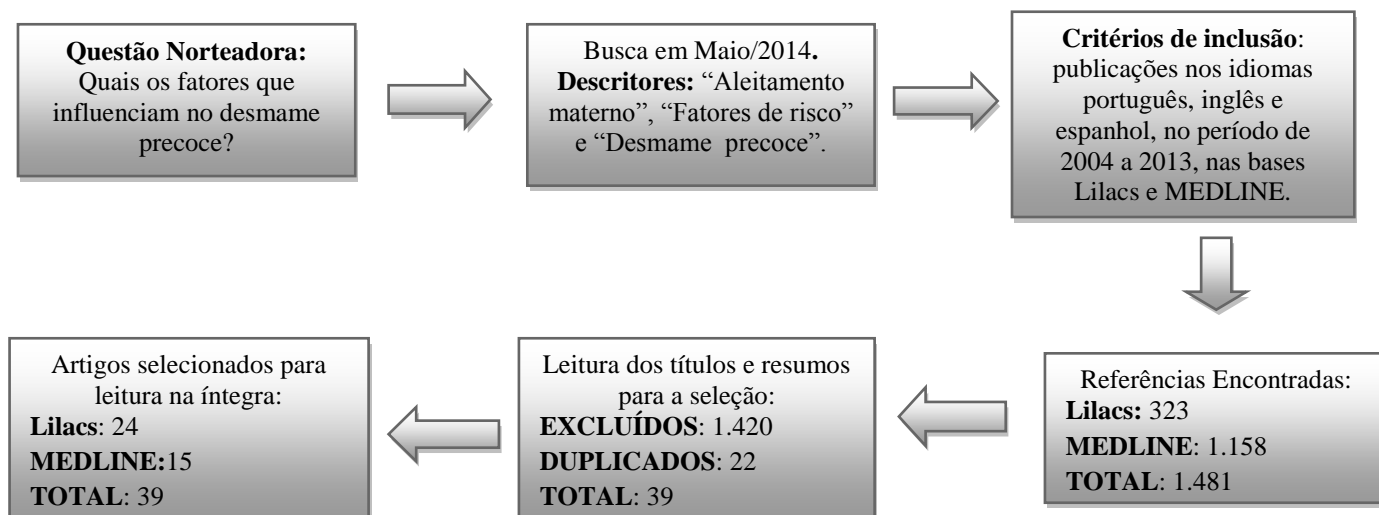 Questão Norteadora:
Quais os fatores que
influenciam no desmame
precoce?
Busca em Maio/2014.
Descritores: “Aleitamento
materno”, “Fatores de risco”
e “Desmame precoce”.
Critérios de inclusão:
publicações nos idiomas
português, inglês e
espanhol, no período de
2004 a 2013, nas bases
Lilacs e MEDLINE.
Referências Encontradas:
Lilacs: 323
MEDLINE: 1.158
TOTAL: 1.481
Leitura dos títulos e resumos
para a seleção:
EXCLUÍDOS: 1.420
DUPLICADOS: 22
TOTAL: 39
Artigos selecionados para
leitura na íntegra:
Lilacs: 24
MEDLINE:15
TOTAL: 39